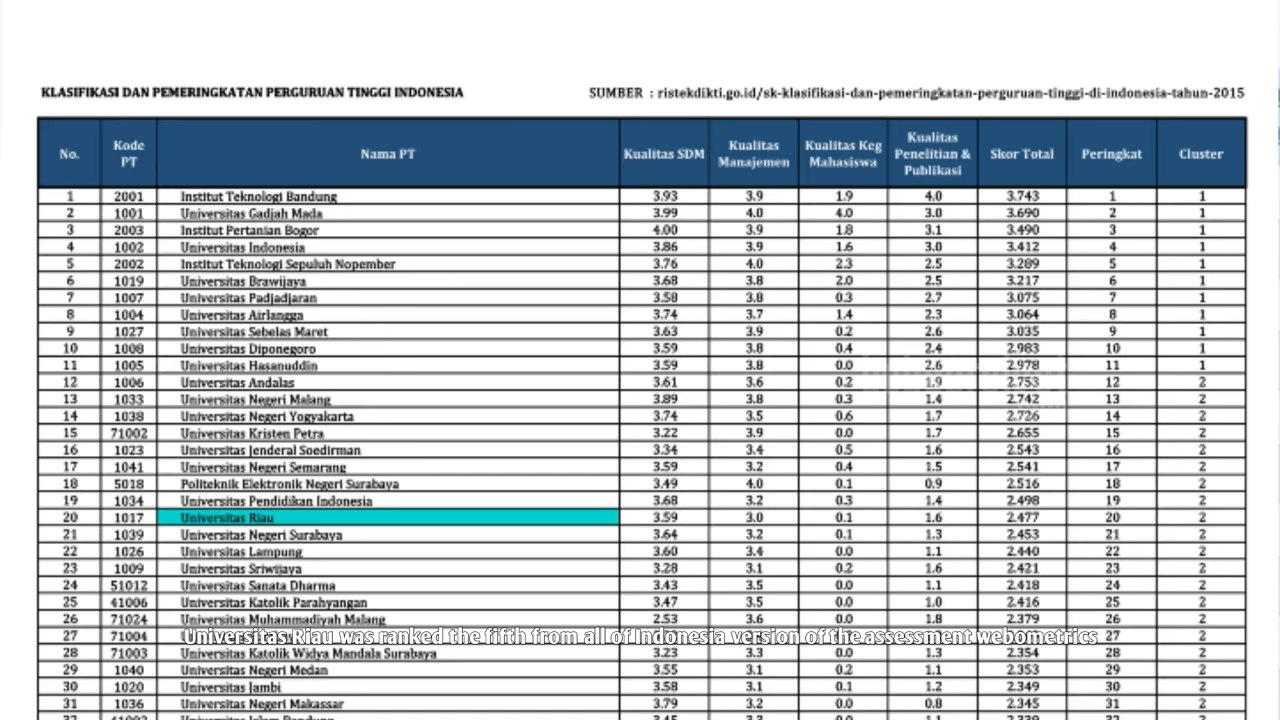 KLASIFIKASI DAN PEMERINGKATAN PERGURUAN TINGGI INDONESIA SUMBER : ristekdikti.go.id/sk-klasifikasi-dan-pemeringkatan-perguruan-tinggi-di-indonesia-tahun-2015
No. Kode PT Nama PT Kualitas SDM Kualitas Manajemen Kualitas Keg Mahasiswa Kualitas Penelitian & Publikasi Skor Total Peringkat Cluster
1 2001 Institut Teknologi Bandung 3.93 3.9 1.9 4.0 3.743 1 1
2 1001 Universitas Gadjah Mada 3.99 4.0 4.0 3.0 3.690 2 1
3 2003 Institut Pertanian Bogor 4.00 3.9 1.8 3.1 3.490 3 1
4 1002 Universitas Indonesia 3.86 3.9 1.6 3.0 3.412 4 1
5 2002 Institut Teknologi Sepuluh Nopember 3.76 4.0 2.3 2.5 3.289 5 1
6 1019 Universitas Brawijaya 3.68 3.8 2.0 2.5 3.217 6 1
7 1007 Universitas Padjadjaran 3.58 3.8 0.3 2.7 3.075 7 1
8 1004 Universitas Airlangga 3.74 3.7 1.4 2.3 3.064 8 1
9 1027 Universitas Sebelas Maret 3.63 3.9 0.2 2.6 3.035 9 1
10 1008 Universitas Diponegoro 3.59 3.8 0.4 2.4 2.983 10 1
11 1005 Universitas Hasanuddin 3.59 3.8 0.0 2.6 2.978 11 1
12 1006 Universitas Andalas 3.61 3.6 0.2 1.9 2.753 12 2
13 1033 Universitas Negeri Malang 3.89 3.8 0.3 1.4 2.742 13 2
14 1038 Universitas Negeri Yogyakarta 3.74 3.5 0.6 1.7 2.726 14 2
15 71002 Universitas Kristen Petra 3.22 3.9 0.0 1.7 2.655 15 2
16 1023 Universitas Jenderal Soedirman 3.34 3.4 0.5 1.6 2.543 16 2
17 1041 Universitas Negeri Semarang 3.59 3.2 0.4 1.5 2.541 17 2
18 5018 Politeknik Elektronik Negeri Surabaya 3.49 4.0 0.1 0.9 2.516 18 2
19 1034 Universitas Pendidikan Indonesia 3.68 3.2 0.3 1.4 2.498 19 2
20 1017 Universitas Riau 3.59 3.0 0.1 1.6 2.477 20 2
21 1039 Universitas Negeri Surabaya 3.64 3.2 0.1 1.3 2.453 21 2
22 1026 Universitas Lampung 3.60 3.4 0.0 1.1 2.440 22 2
23 1009 Universitas Sriwijaya 3.28 3.1 0.2 1.6 2.421 23 2
24 51012 Universitas Sanata Dharma 3.43 3.5 0.0 1.1 2.418 24 2
25 41006 Universitas Katolik Parahyangan 3.47 3.5 0.0 1.0 2.416 25 2
26 71024 Universitas Muhammadiyah Malang 2.53 3.6 0.0 1.8 2.379 26 2
27 71004 27 2
Universitas Riau was ranked the fifth from all of Indonesia version of the assessment webometrics
28 71003 Universitas Katolik Widya Mandala Surabaya 3.23 3.3 0.0 1.3 2.354 28 2
29 1040 Universitas Negeri Medan 3.55 3.1 0.2 1.1 2.353 29 2
30 1020 Universitas Jambi 3.58 3.1 0.1 1.2 2.349 30 2
31 1036 Universitas Negeri Makassar 3.79 3.2 0.0 0.8 2.345 31 2